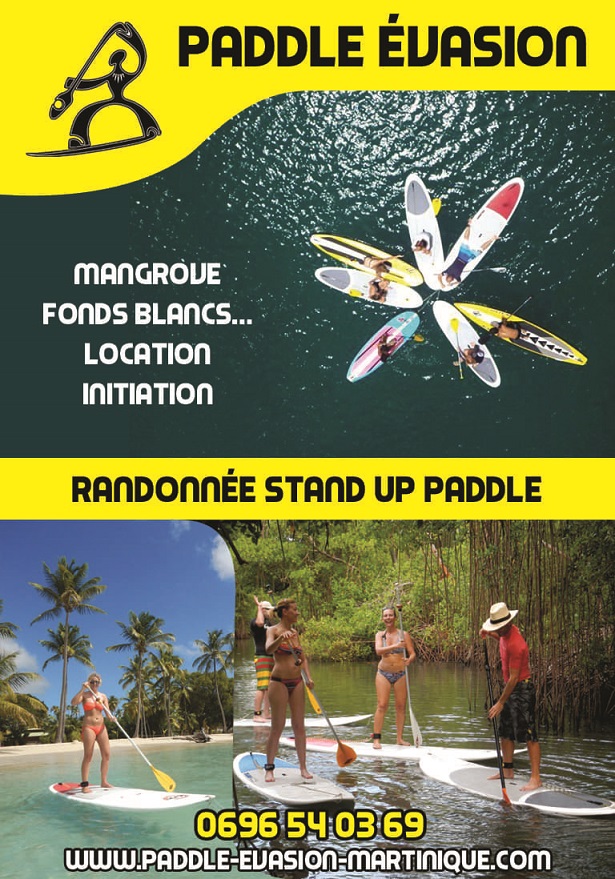 PADDLE ÉVASION
MANGROVE
FONDS BLANCS...
LOCATION
INITIATION
RANDONNÉE STAND UP PADDLE
0696 54 03 69
WWW.PADDLE-EVASION-MARTINIQUE.COM